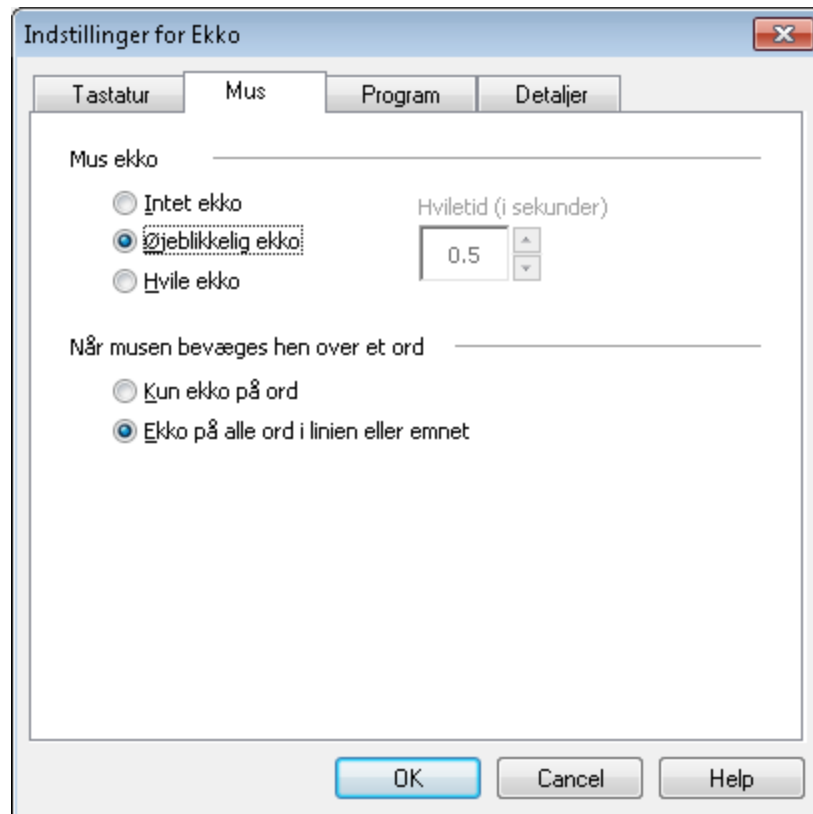 Indstillinger for Ekko
Tastatur Mus Program Detaljer
Mus ekko
Intet ekko Hviletid (i sekunder)
Øjeblikkelig ekko 0.5
Hvile ekko
Når musen bevæges hen over et ord
Kun ekko på ord
Ekko på alle ord i linien eller emnet
OK Cancel Help